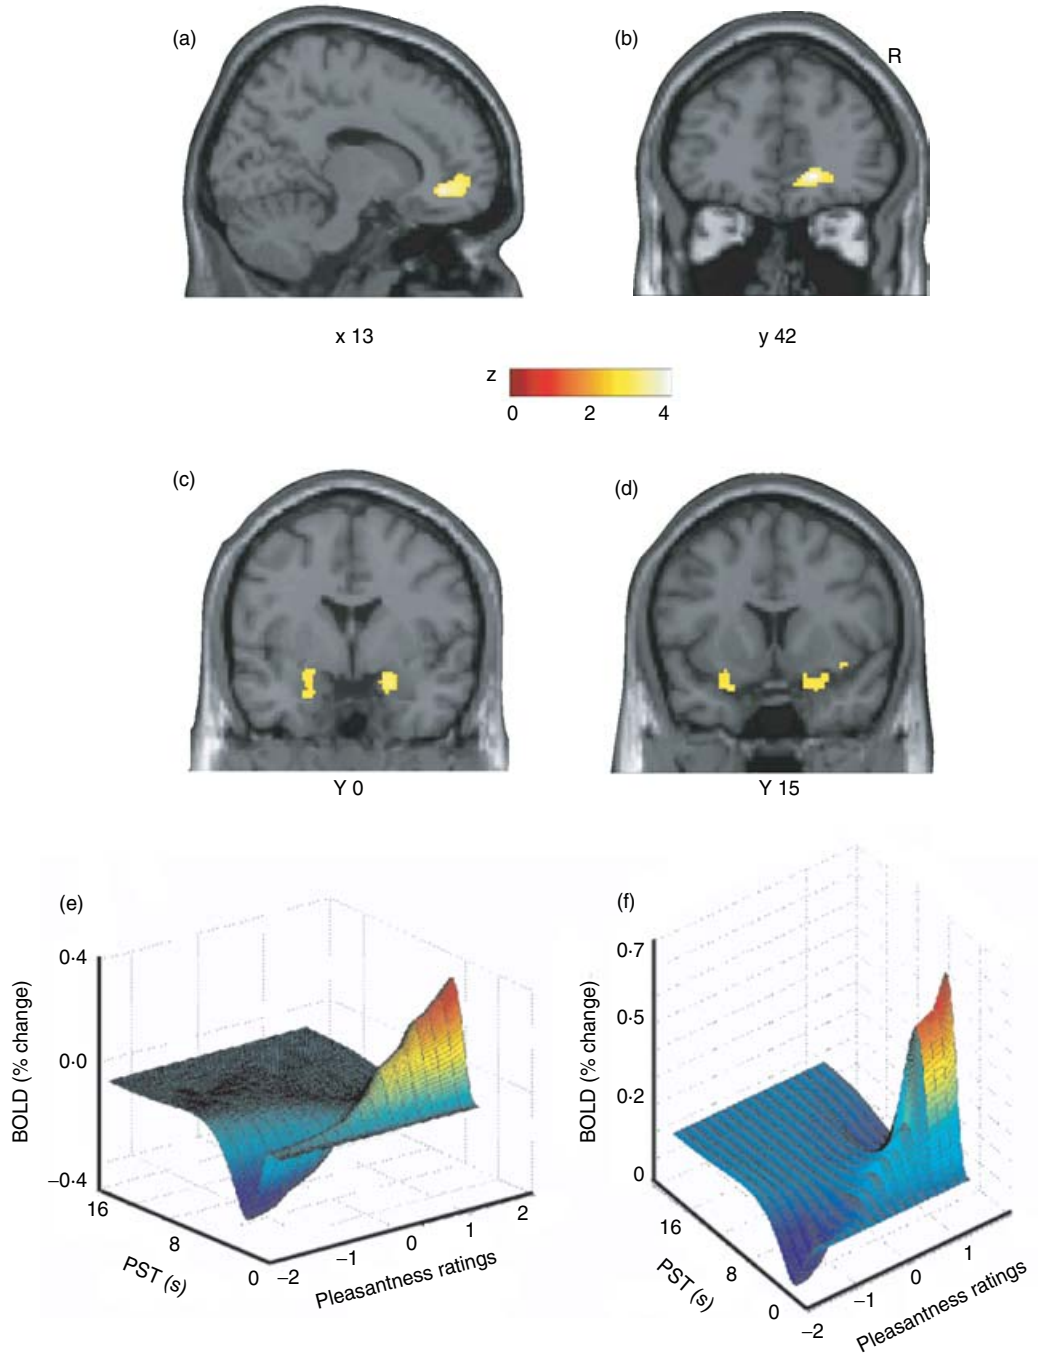 (a)
(b)
R
x 13
y 42
z
0 2 4
(c)
(d)
Y 0
Y 15
(e)
BOLD (% change)
0·4
0·0
−0·4
16
8
0
PST (s)
−2
−1
0
1
2
Pleasantness ratings
(f)
BOLD (% change)
0·7
0·5
0·2
0
16
8
0
PST (s)
−2
−1
0
1
Pleasantness ratings